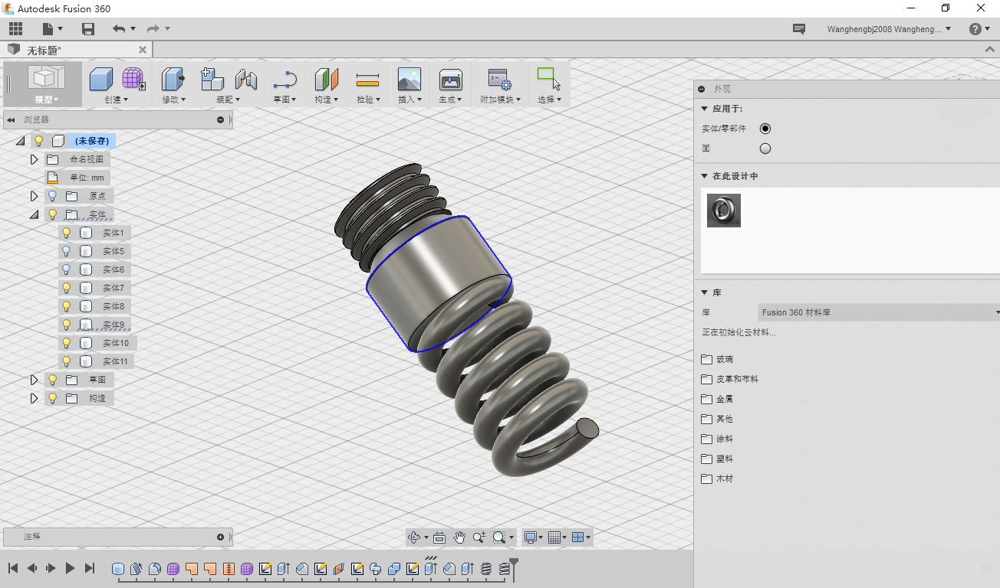 Autodesk Fusion 360
Wanghengbj2008 Wangheng...
无标题*
模型 创建 修改 装配 草图 构造 检验 插入 生成 附加模块 选择
浏览器
(未保存)
命名视图
单位: mm
原点
实体
实体1
实体5
实体6
实体7
实体8
实体9
实体10
实体11
草图
构造
注释
外观
应用于:
实体/零部件
面
在此设计中
库
库 Fusion 360 材料库
正在初始化云材料...
玻璃
皮革和布料
金属
其他
涂料
塑料
木材